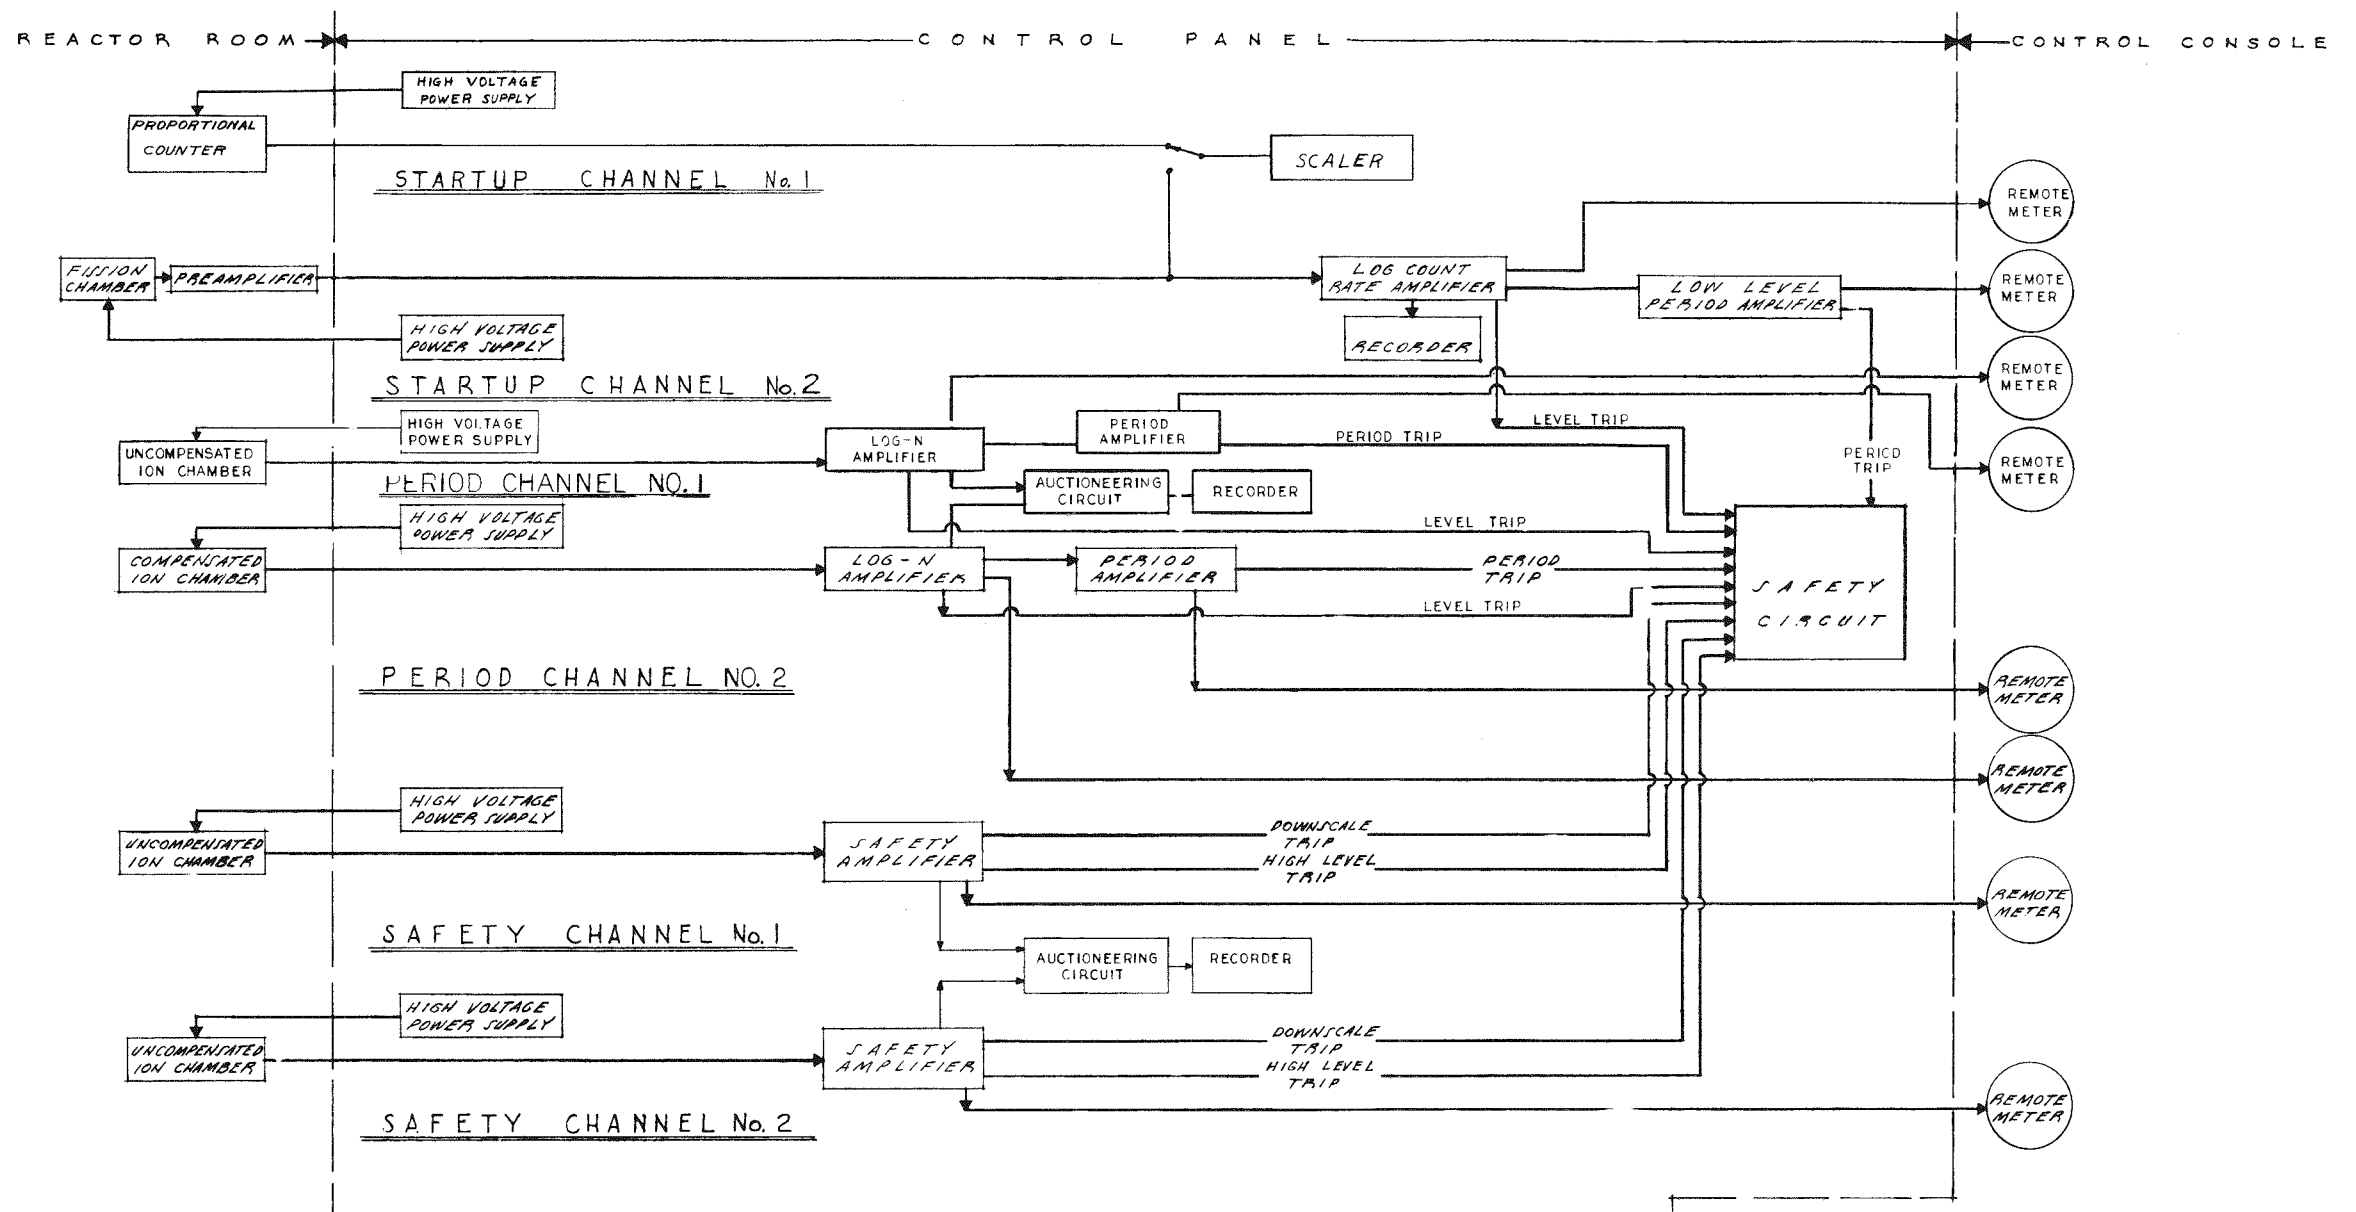 REACTOR ROOM
CONTROL PANEL
CONTROL CONSOLE
HIGH VOLTAGE
POWER SUPPLY
PROPORTIONAL
COUNTER
SCALER
STARTUP CHANNEL No. 1
REMOTE
METER
FISSION
CHAMBER
PREAMPLIFIER
LOG COUNT
RATE AMPLIFIER
LOW LEVEL
PERIOD AMPLIFIER
REMOTE
METER
HIGH VOLTAGE
POWER SUPPLY
RECORDER
STARTUP CHANNEL No. 2
REMOTE
METER
HIGH VOLTAGE
POWER SUPPLY
UNCOMPENSATED
ION CHAMBER
LOG-N
AMPLIFIER
PERIOD
AMPLIFIER
PERIOD TRIP
LEVEL TRIP
PERIOD
TRIP
REMOTE
METER
PERIOD CHANNEL NO. 1
AUCTIONEERING
CIRCUIT
RECORDER
HIGH VOLTAGE
POWER SUPPLY
LEVEL TRIP
COMPENSATED
ION CHAMBER
LOG-N
AMPLIFIER
PERIOD
AMPLIFIER
PERIOD
TRIP
LEVEL TRIP
SAFETY
CIRCUIT
PERIOD CHANNEL NO. 2
REMOTE
METER
REMOTE
METER
HIGH VOLTAGE
POWER SUPPLY
UNCOMPENSATED
ION CHAMBER
SAFETY
AMPLIFIER
DOWNSCALE
TRIP
HIGH LEVEL
TRIP
REMOTE
METER
SAFETY CHANNEL No. 1
AUCTIONEERING
CIRCUIT
RECORDER
HIGH VOLTAGE
POWER SUPPLY
UNCOMPENSATED
ION CHAMBER
SAFETY
AMPLIFIER
DOWNSCALE
TRIP
HIGH LEVEL
TRIP
REMOTE
METER
SAFETY CHANNEL No. 2